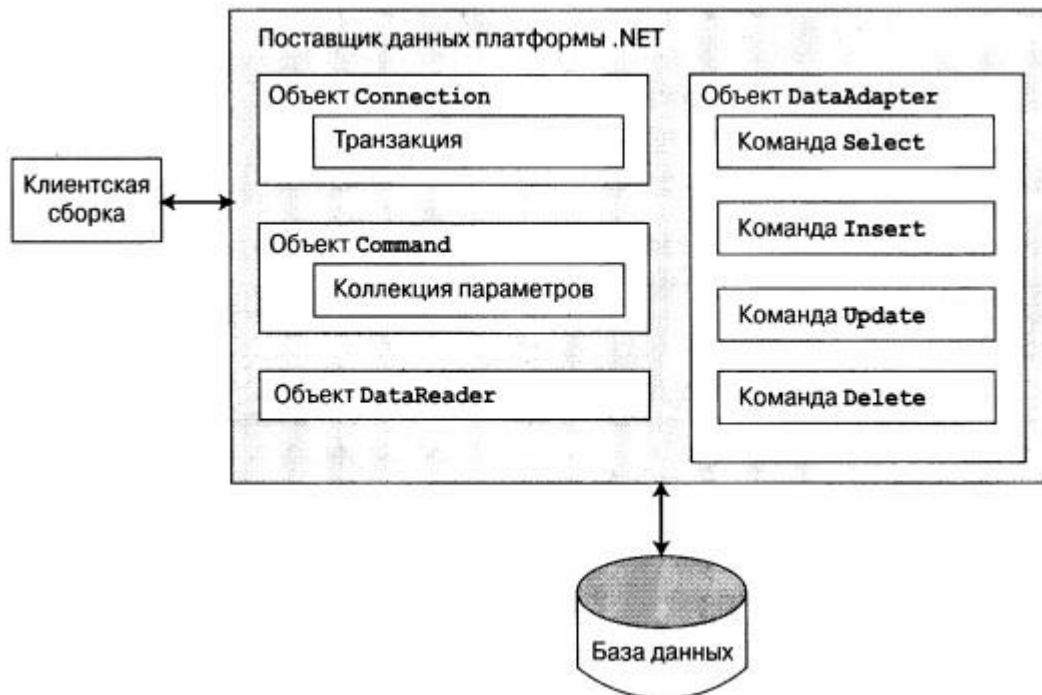 Поставщик данных платформы .NET
Объект Connection
Транзакция
Объект Command
Коллекция параметров
Объект DataReader
Объект DataAdapter
Команда Select
Команда Insert
Команда Update
Команда Delete
Клиентская
сборка
База данных